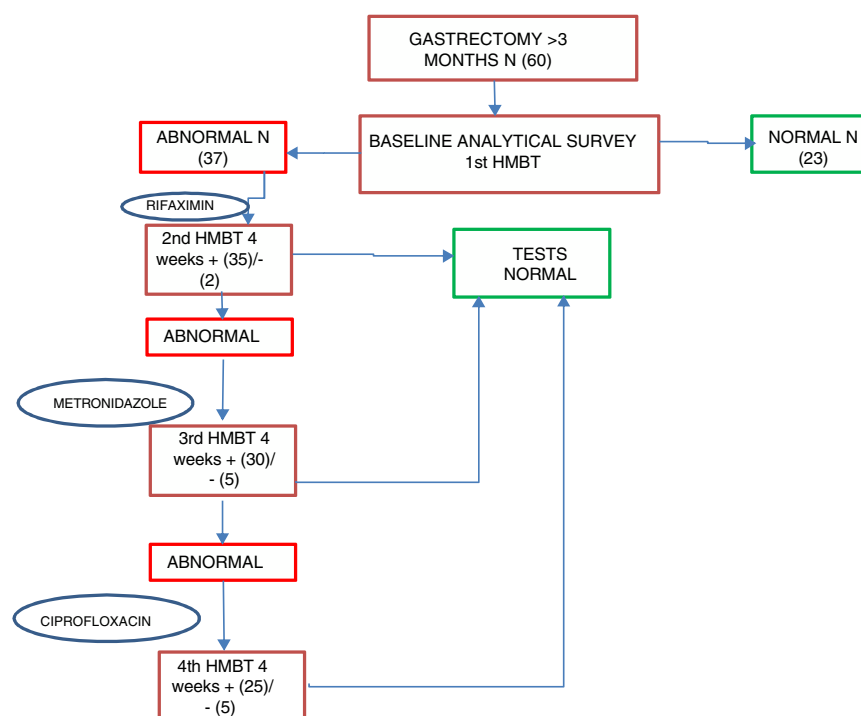 GASTRECTOMY >3
MONTHS N (60)
ABNORMAL N
(37)
BASELINE ANALYTICAL SURVEY
1st HMBT
NORMAL N
(23)
RIFAXIMIN
2nd HMBT 4
weeks + (35)/-
(2)
TESTS
NORMAL
ABNORMAL
METRONIDAZOLE
3rd HMBT 4
weeks + (30)/
- (5)
ABNORMAL
CIPROFLOXACIN
4th HMBT 4
weeks + (25)/
- (5)